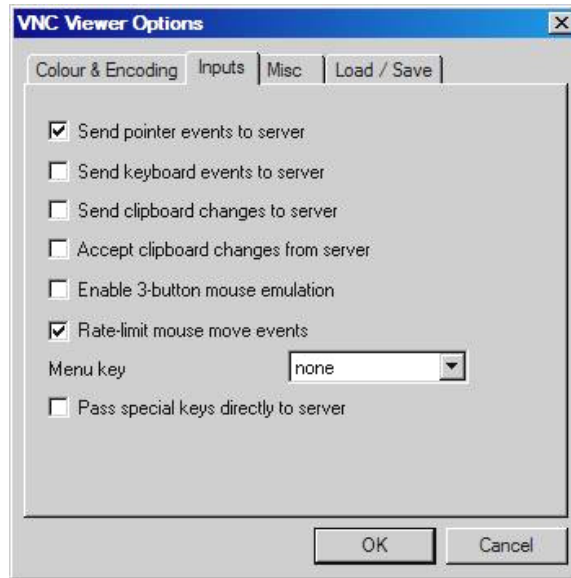 VNC Viewer Options
Colour & Encoding Inputs Misc Load / Save
Send pointer events to server
Send keyboard events to server
Send clipboard changes to server
Accept clipboard changes from server
Enable 3-button mouse emulation
Rate-limit mouse move events
Menu key none
Pass special keys directly to server
OK Cancel